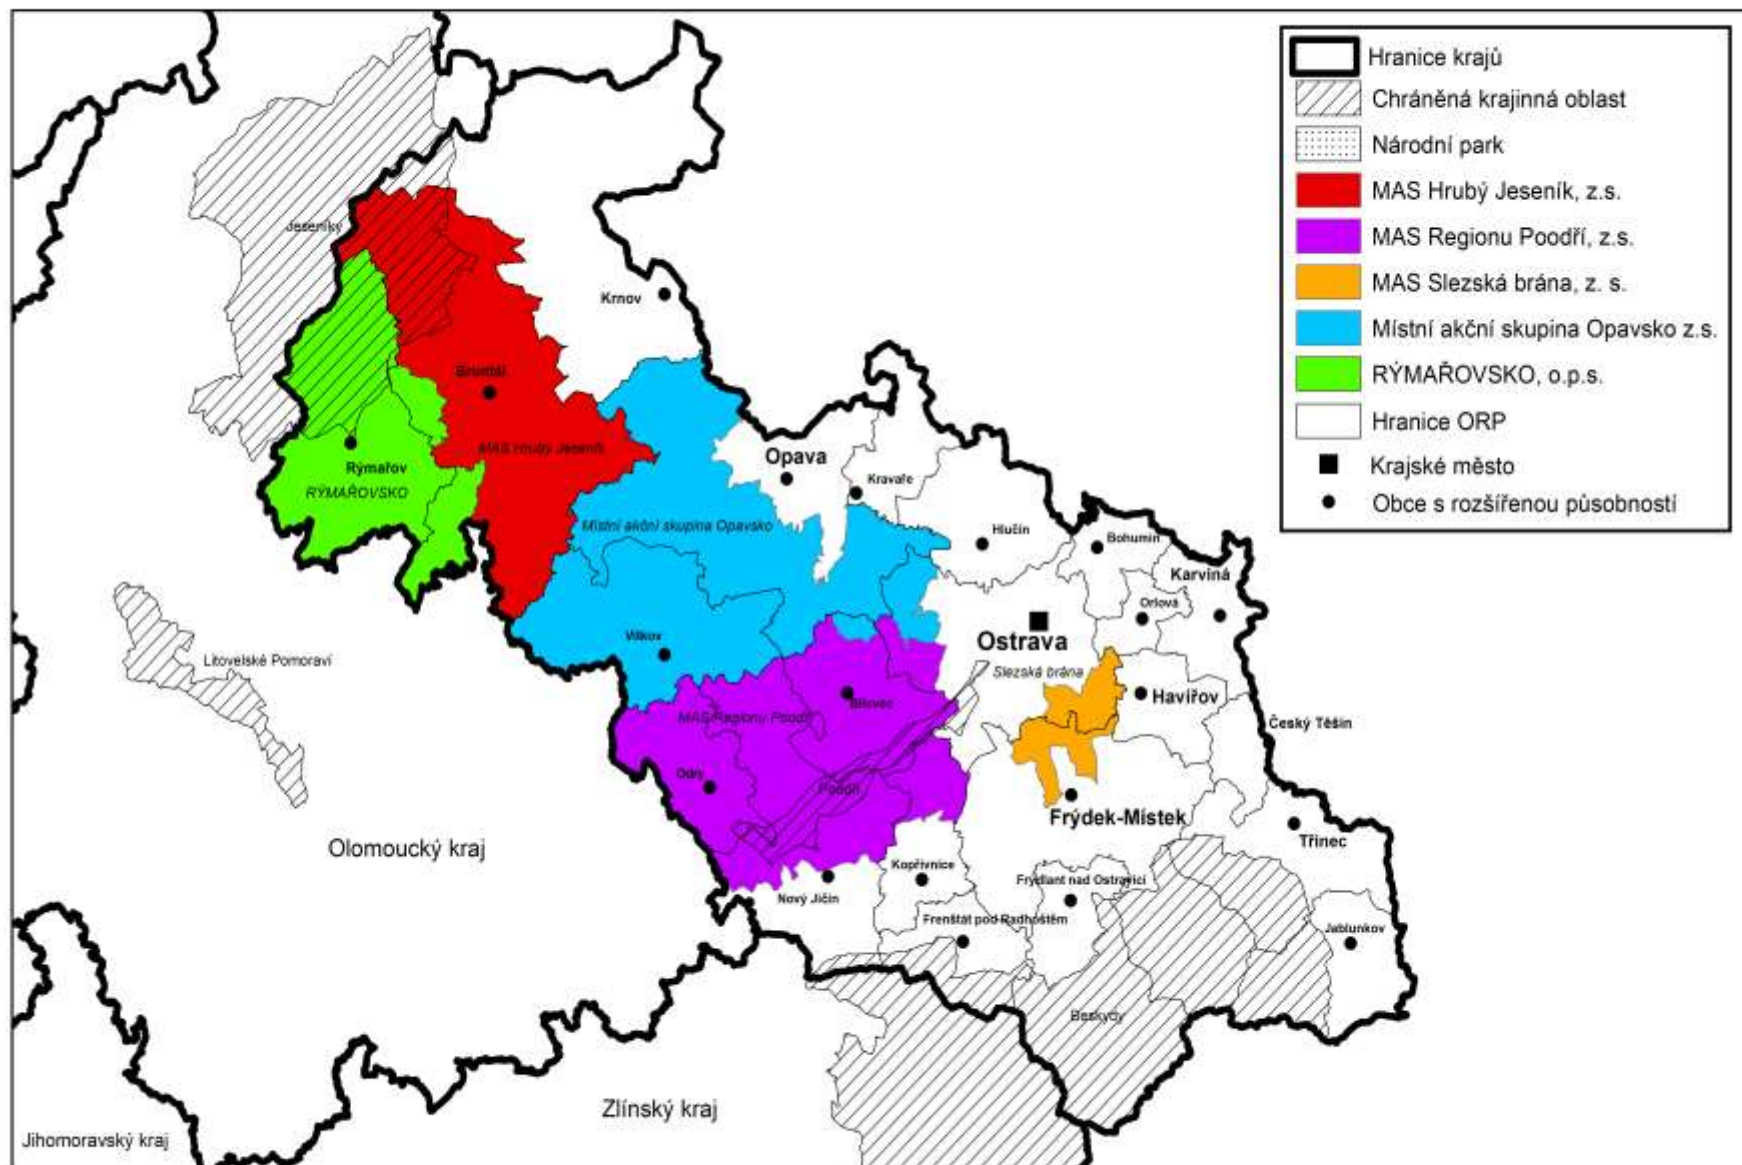 Hranice krajů
Chráněná krajinná oblast
Národní park
MAS Hrubý Jeseník, z.s.
MAS Regionu Poodří, z.s.
MAS Slezská brána, z. s.
Místní akční skupina Opavsko z.s.
RÝMAŘOVSKO, o.p.s.
Hranice ORP
Krajské město
Obce s rozšířenou působností
Jeseníky
Krnov
Bruntál
MAS Hrubý Jeseník
Rýmařov
RÝMAŘOVSKO
Opava
Kravaře
Místní akční skupina Opavsko
Hlučín
Bohumín
Karviná
Orlová
Ostrava
Slezská brána
Vítkov
Litovelské Pomoraví
Havířov
Bílovec
MAS Regionu Poodří
Český Těšín
Odry
Poodří
Frýdek-Místek
Třinec
Olomoucký kraj
Kopřivnice
Nový Jičín
Frýdlant nad Ostravicí
Frenštát pod Radhoštěm
Jablunkov
Beskydy
Zlínský kraj
Jihomoravský kraj